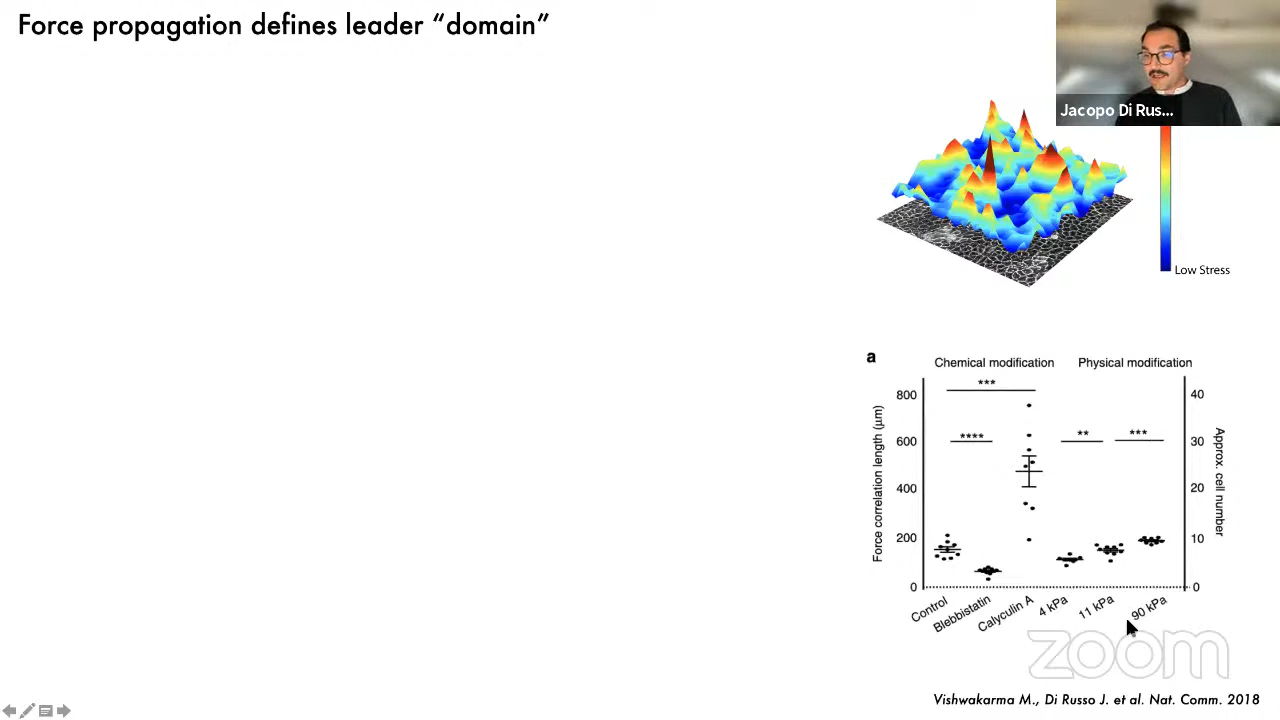 Force propagation defines leader “domain”
Jacopo Di Rus...
Low Stress
a
Chemical modification
Physical modification
***
****
**
***
Force correlation length (μm)
800
600
400
200
0
40
30
20
10
0
Approx. cell number
Control
Blebbistatin
Calyculin A
4 kPa
11 kPa
90 kPa
zoom
Vishwakarma M., Di Russo J. et al. Nat. Comm. 2018